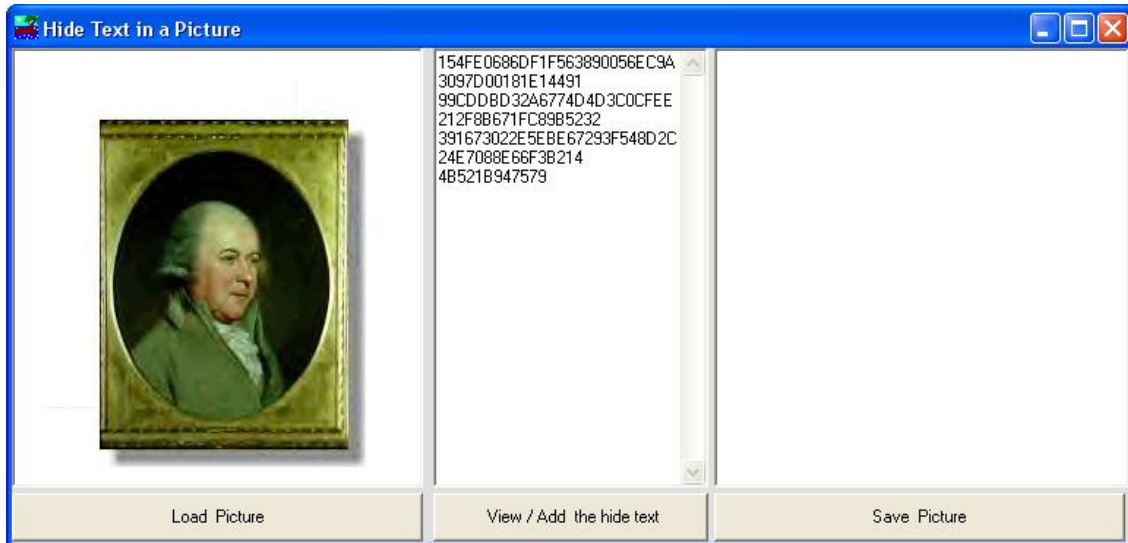 Hide Text in a Picture
154FE0686DF1F563890056EC9A
3097D00181E14491
99CDDBD32A6774D4D3C0CFEE
212F8B671FC89B5232
391673022E5EBE67293F548D2C
24E7088E66F3B214
4B521B947579
Load Picture
View / Add the hide text
Save Picture